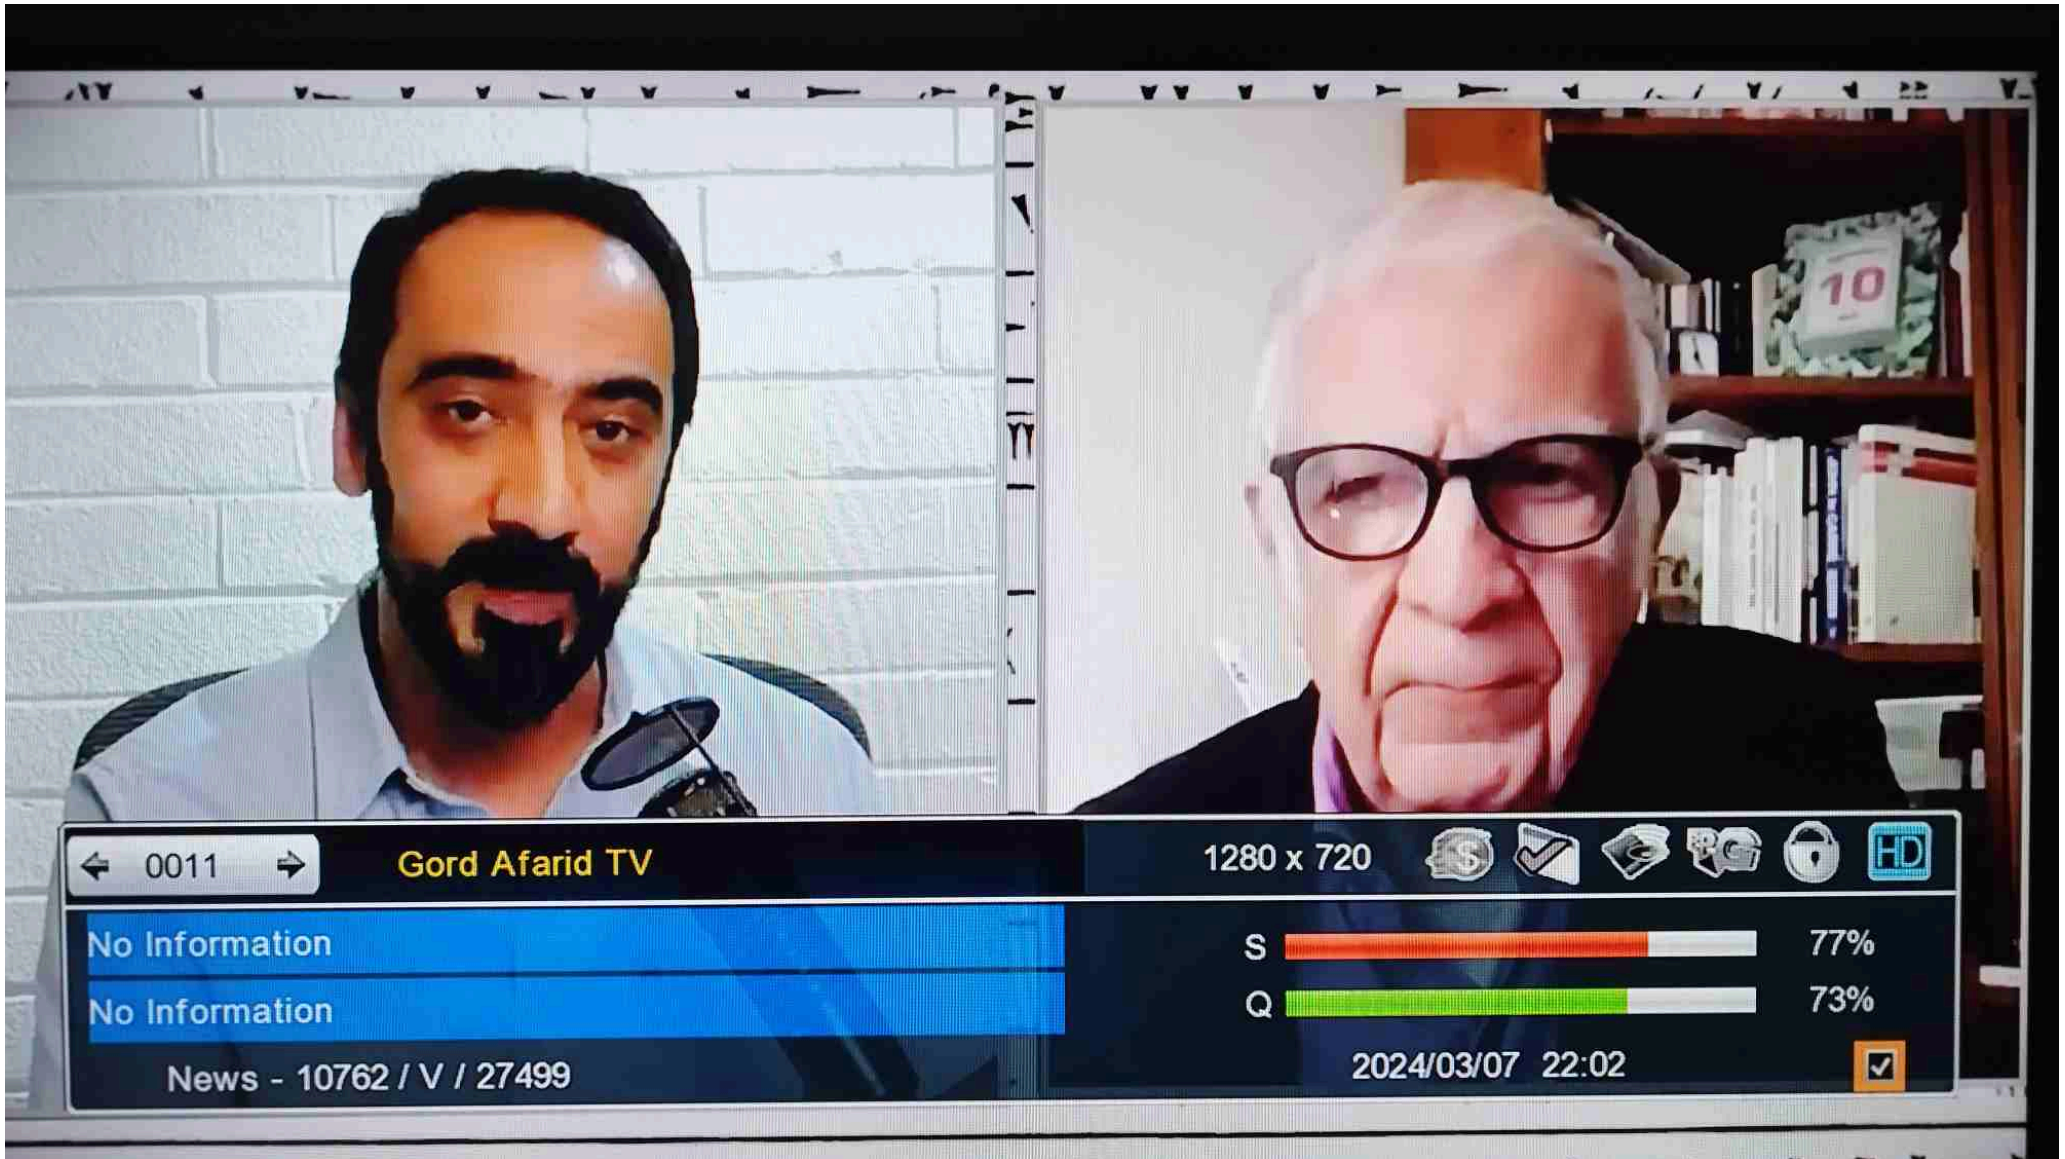 10
0011
Gord Afarid TV
1280 x 720
HD
No Information
No Information
S 77%
Q 73%
News - 10762 / V / 27499
2024/03/07 22:02